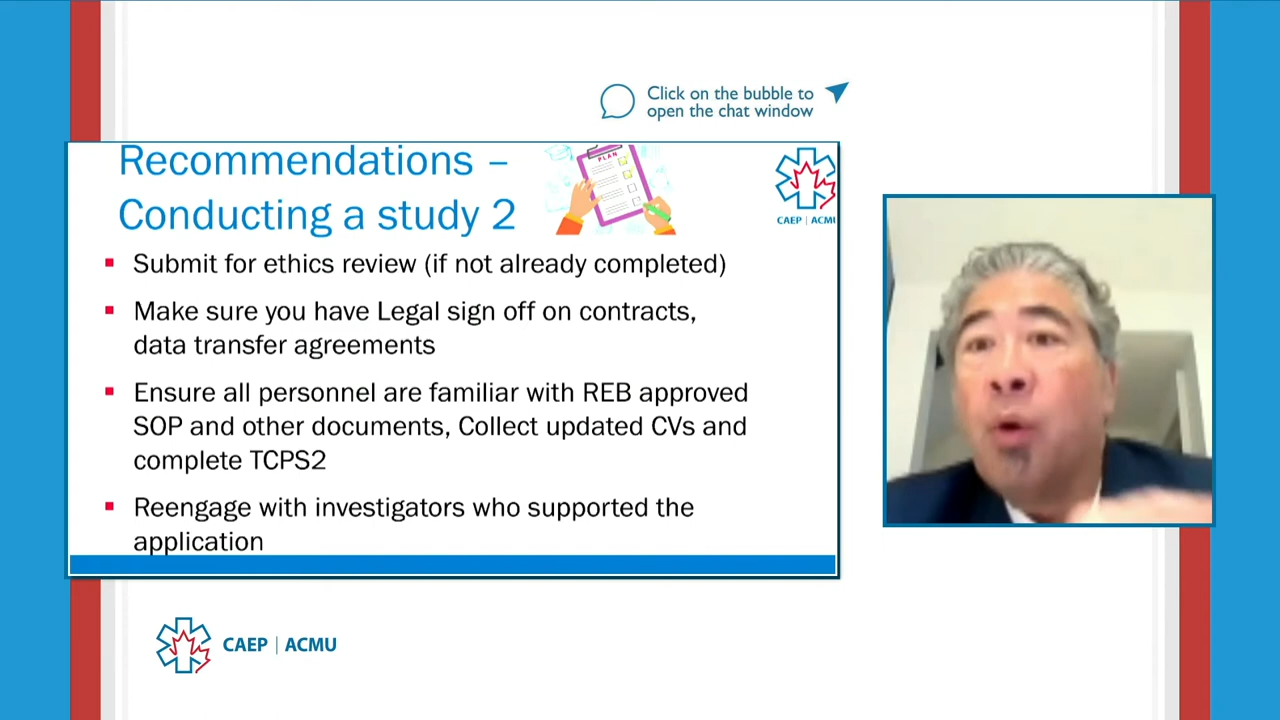 Click on the bubble to
open the chat window
Recommendations –
Conducting a study 2
PLAN
CAEP | ACMU
▪ Submit for ethics review (if not already completed)
▪ Make sure you have Legal sign off on contracts,
data transfer agreements
▪ Ensure all personnel are familiar with REB approved
SOP and other documents, Collect updated CVs and
complete TCPS2
▪ Reengage with investigators who supported the
application
CAEP | ACMU